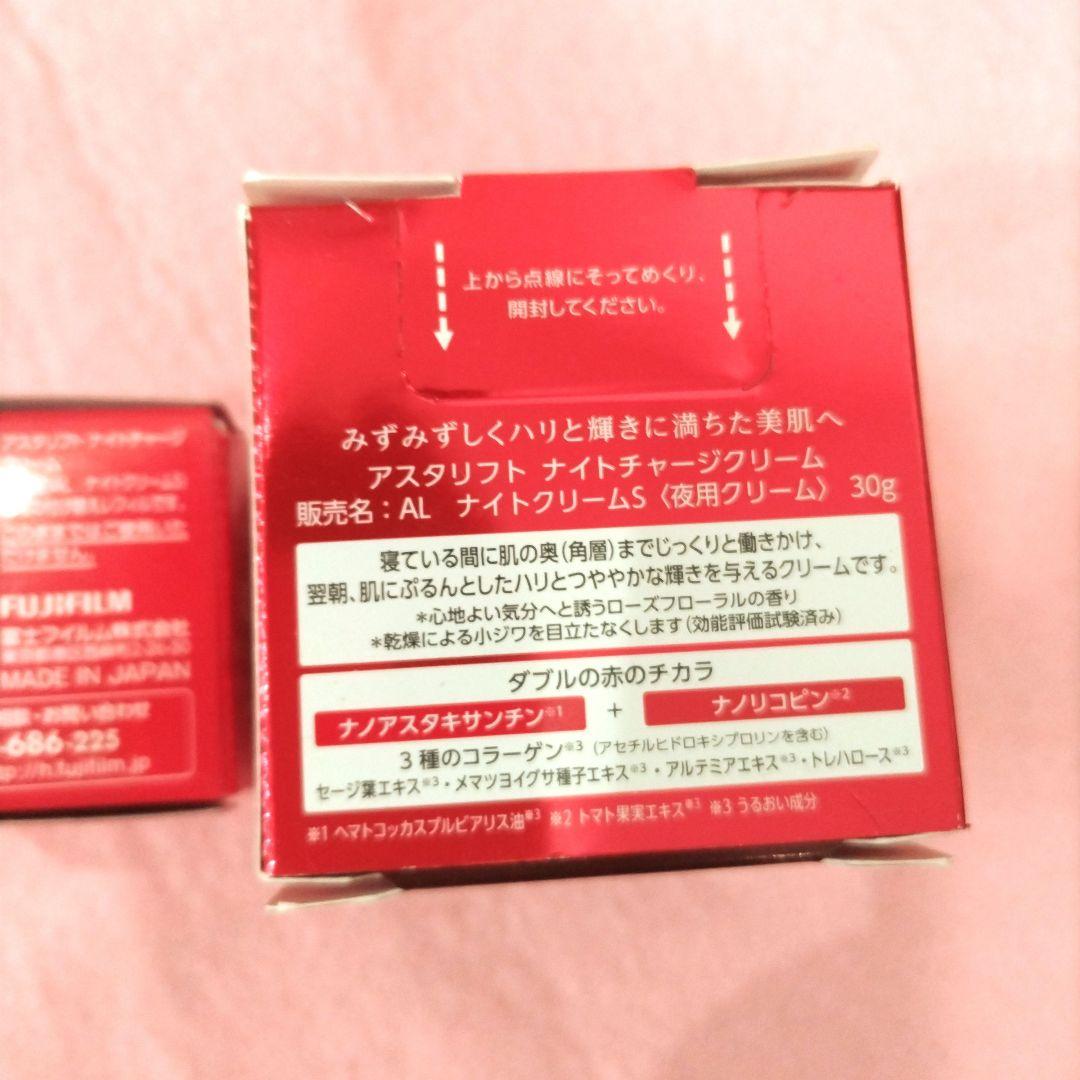 上から点線にそってめくり、
開封してください。
みずみずしくハリと輝きに満ちた美肌へ
アスタリフト ナイトチャージクリーム
販売名：AL ナイトクリームS〈夜用クリーム〉 30g
寝ている間に肌の奥(角層)までじっくりと働きかけ、
翌朝、肌にぷるんとしたハリとつややかな輝きを与えるクリームです。
*心地よい気分へと誘うローズフローラルの香り
*乾燥による小ジワを目立たなくします(効能評価試験済み)
ダブルの赤のチカラ
ナノアスタキサンチン※1 + ナノリコピン※2
3種のコラーゲン※3 (アセチルヒドロキシプロリンを含む)
セージ葉エキス※3・メマツヨイグサ種子エキス※3・アルテミアエキス※3・トレハロース※3
※1 ヘマトコッカスプルビアリス油※3 ※2 トマト果実エキス※3 ※3 うるおい成分
アスタリフト ナイトチャージ
ナイトクリームS
FUJIFILM
富士フイルム株式会社
MADE IN JAPAN
お問い合わせ
-686-225
p://h.fujifilm.jp